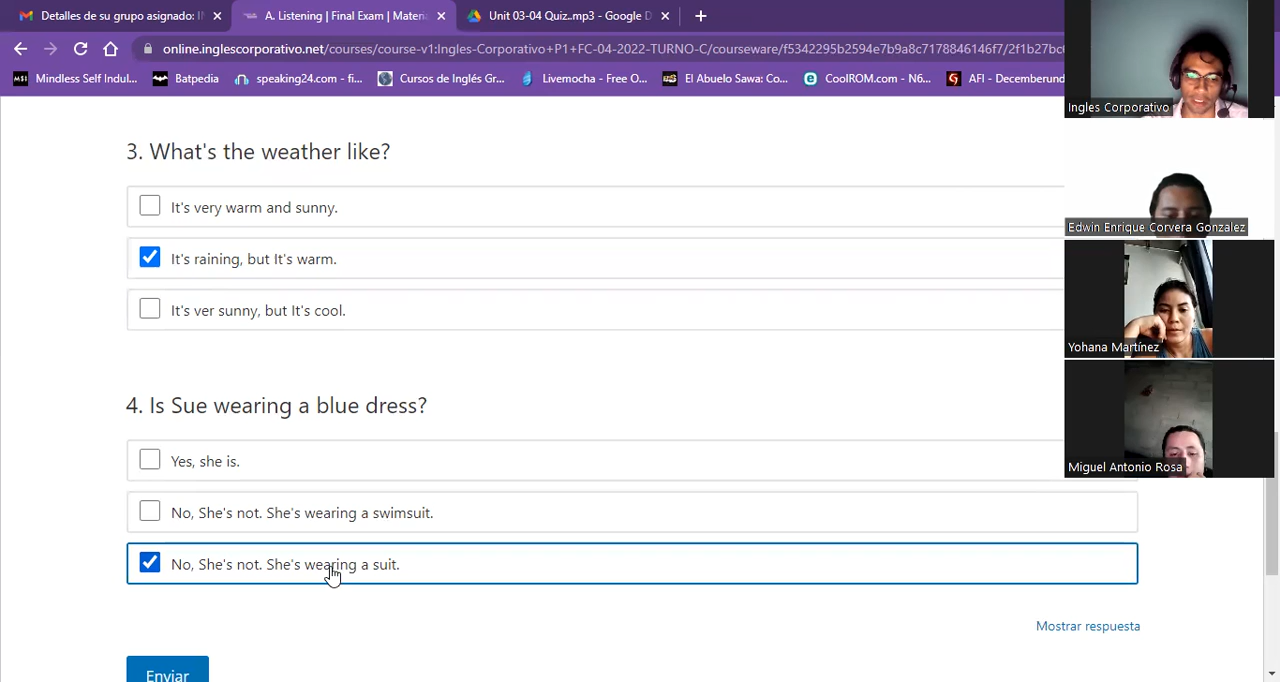 Detalles de su grupo asignado: IN
A. Listening | Final Exam | Materia
Unit 03-04 Quiz..mp3 - Google D
online.inglescorporativo.net/courses/course-v1:Ingles-Corporativo+P1+FC-04-2022-TURNO-C/courseware/f5342295b2594e7b9a8c7178846146f7/2f1b27bc6
Mindless Self Indul...
Batpedia
speaking24.com - fi...
Cursos de Inglés Gr...
Livemocha - Free O...
El Abuelo Sawa: Co...
CoolROM.com - N6...
AFI - Decemberund
Ingles Corporativo
3. What's the weather like?
It's very warm and sunny.
Edwin Enrique Corvera Gonzalez
It's raining, but It's warm.
It's ver sunny, but It's cool.
Yohana Martínez
4. Is Sue wearing a blue dress?
Yes, she is.
Miguel Antonio Rosa
No, She's not. She's wearing a swimsuit.
No, She's not. She's wearing a suit.
Mostrar respuesta
Enviar